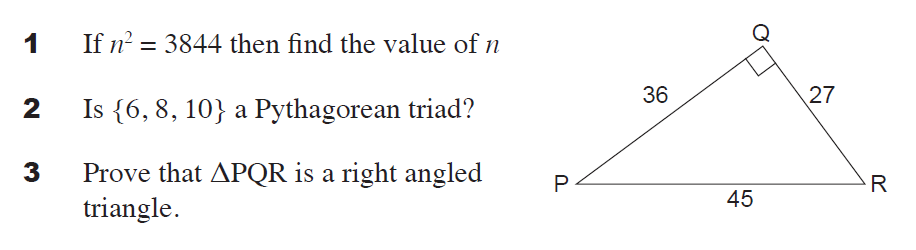 1 If n² = 3844 then find the value of n
2 Is {6, 8, 10} a Pythagorean triad?
3 Prove that ΔPQR is a right angled
triangle.
Q
36
27
P
R
45